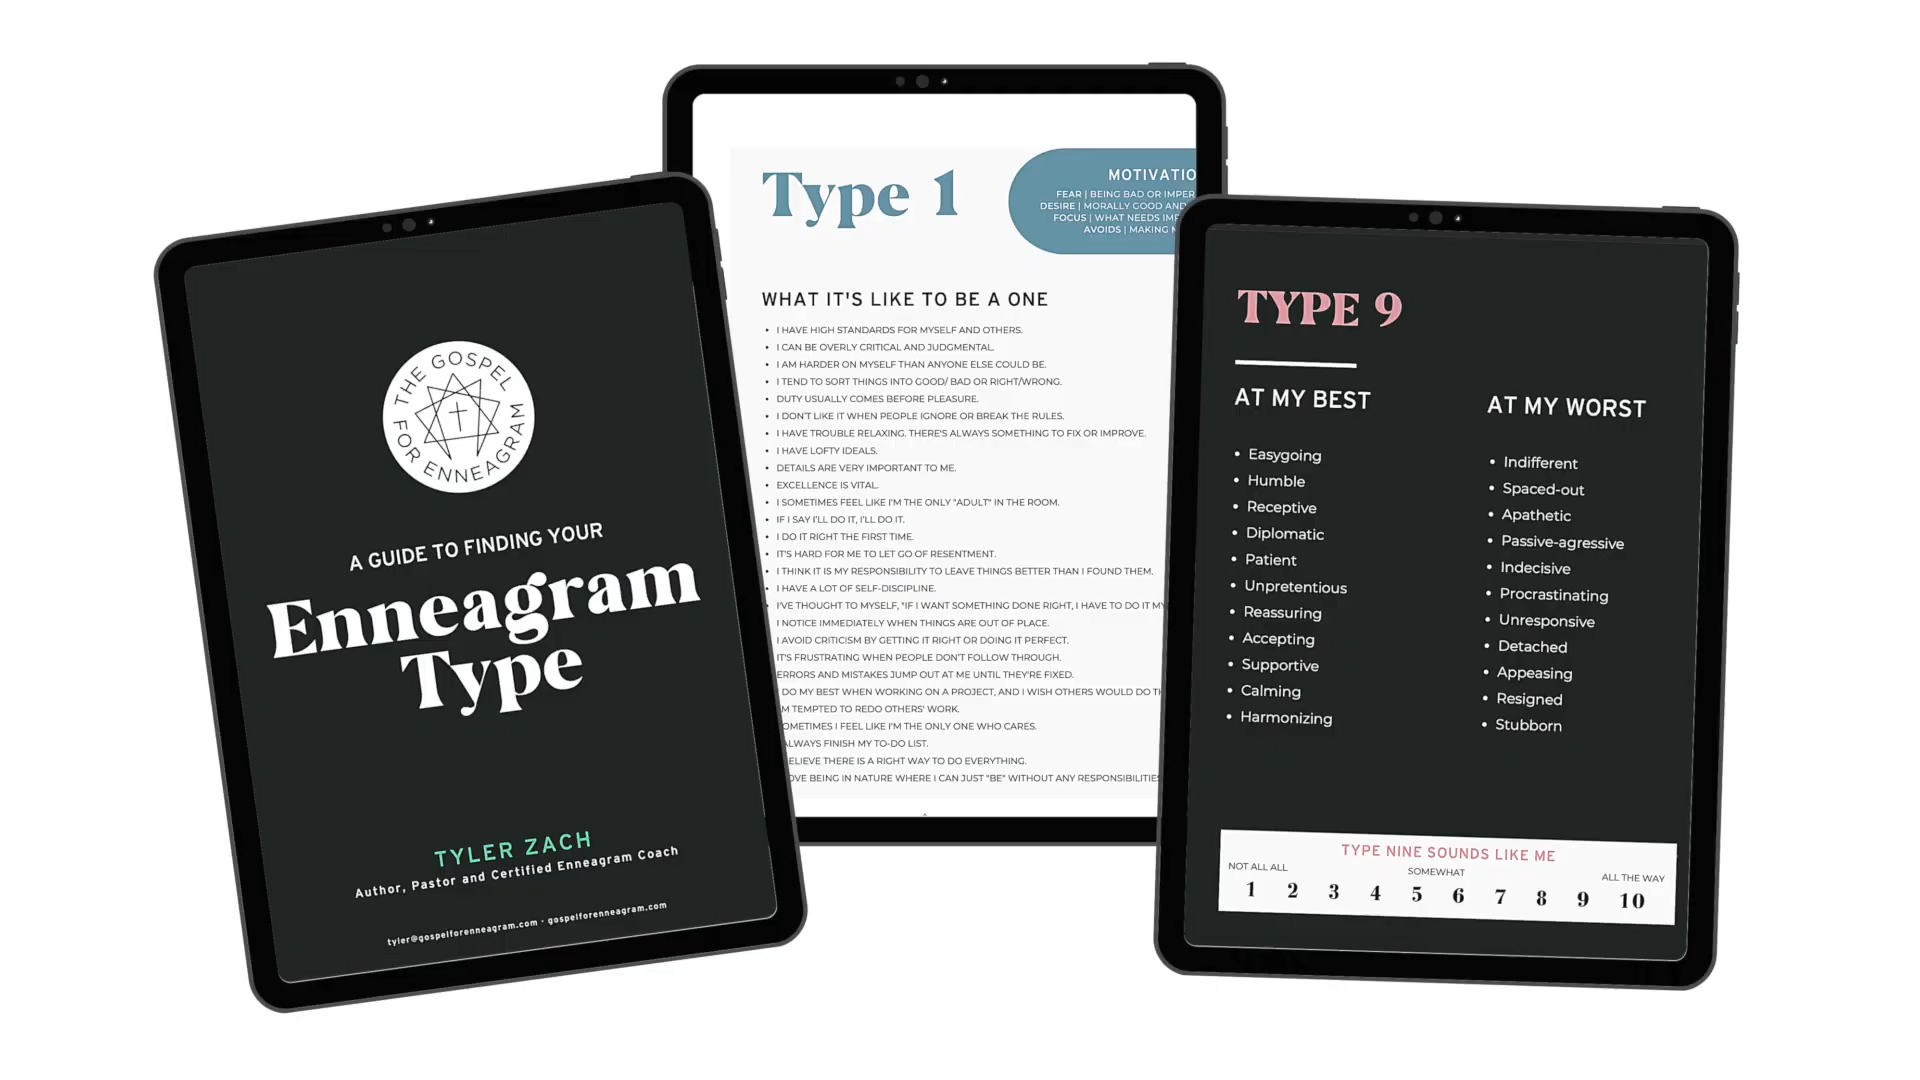 THE GOSPEL
FOR ENNEAGRAM
A GUIDE TO FINDING YOUR
Enneagram
Type
TYLER ZACH
Author, Pastor and Certified Enneagram Coach
tyler@gospelforenneagram.com · gospelforenneagram.com
Type 1
MOTIVATIO
FEAR | BEING BAD OR IMPER
DESIRE | MORALLY GOOD AND
FOCUS | WHAT NEEDS IMP
AVOIDS | MAKING M
WHAT IT'S LIKE TO BE A ONE
• I HAVE HIGH STANDARDS FOR MYSELF AND OTHERS.
• I CAN BE OVERLY CRITICAL AND JUDGMENTAL.
• I AM HARDER ON MYSELF THAN ANYONE ELSE COULD BE.
• I TEND TO SORT THINGS INTO GOOD/ BAD OR RIGHT/WRONG.
• DUTY USUALLY COMES BEFORE PLEASURE.
• I DON'T LIKE IT WHEN PEOPLE IGNORE OR BREAK THE RULES.
• I HAVE TROUBLE RELAXING. THERE'S ALWAYS SOMETHING TO FIX OR IMPROVE.
• I HAVE LOFTY IDEALS.
• DETAILS ARE VERY IMPORTANT TO ME.
• EXCELLENCE IS VITAL.
• I SOMETIMES FEEL LIKE I'M THE ONLY "ADULT" IN THE ROOM.
• IF I SAY I'LL DO IT, I'LL DO IT.
• I DO IT RIGHT THE FIRST TIME.
• IT'S HARD FOR ME TO LET GO OF RESENTMENT.
• I THINK IT IS MY RESPONSIBILITY TO LEAVE THINGS BETTER THAN I FOUND THEM.
• I HAVE A LOT OF SELF-DISCIPLINE.
• I'VE THOUGHT TO MYSELF, "IF I WANT SOMETHING DONE RIGHT, I HAVE TO DO IT MY
I NOTICE IMMEDIATELY WHEN THINGS ARE OUT OF PLACE.
I AVOID CRITICISM BY GETTING IT RIGHT OR DOING IT PERFECT.
IT'S FRUSTRATING WHEN PEOPLE DON'T FOLLOW THROUGH.
ERRORS AND MISTAKES JUMP OUT AT ME UNTIL THEY'RE FIXED.
DO MY BEST WHEN WORKING ON A PROJECT, AND I WISH OTHERS WOULD DO TH
M TEMPTED TO REDO OTHERS' WORK.
OMETIMES I FEEL LIKE I'M THE ONLY ONE WHO CARES.
ALWAYS FINISH MY TO-DO LIST.
ELIEVE THERE IS A RIGHT WAY TO DO EVERYTHING.
OVE BEING IN NATURE WHERE I CAN JUST "BE" WITHOUT ANY RESPONSIBILITIES
TYPE 9
AT MY BEST
• Easygoing
• Humble
• Receptive
• Diplomatic
• Patient
• Unpretentious
• Reassuring
• Accepting
• Supportive
• Calming
• Harmonizing
AT MY WORST
• Indifferent
• Spaced-out
• Apathetic
• Passive-agressive
• Indecisive
• Procrastinating
• Unresponsive
• Detached
• Appeasing
• Resigned
• Stubborn
TYPE NINE SOUNDS LIKE ME
NOT ALL ALL SOMEWHAT ALL THE WAY
1 2 3 4 5 6 7 8 9 10